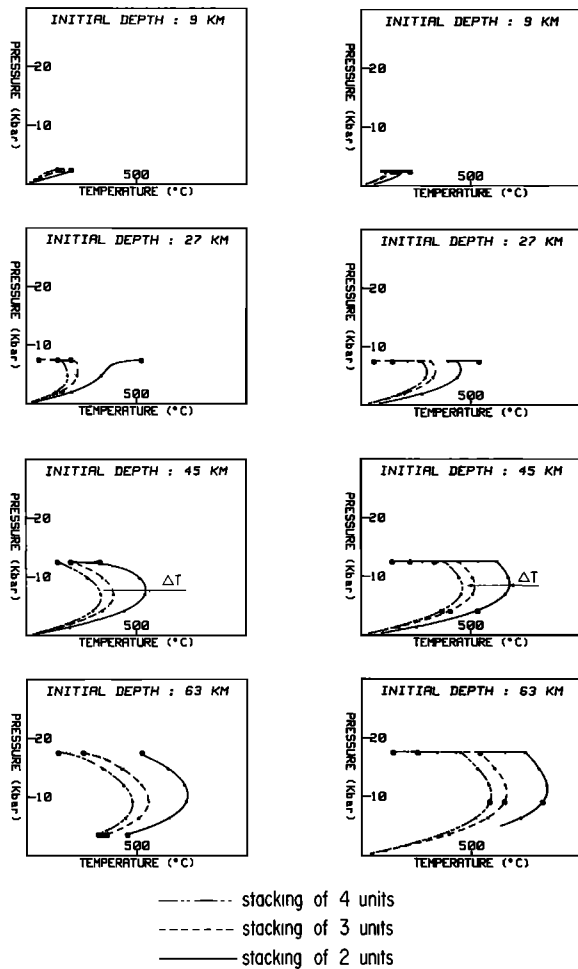 INITIAL DEPTH : 9 KM
PRESSURE (Kbar)
20
10
500
TEMPERATURE (°C)
INITIAL DEPTH : 9 KM
PRESSURE (Kbar)
20
10
500
TEMPERATURE (°C)
INITIAL DEPTH : 27 KM
PRESSURE (Kbar)
20
10
500
TEMPERATURE (°C)
INITIAL DEPTH : 27 KM
PRESSURE (Kbar)
20
10
500
TEMPERATURE (°C)
INITIAL DEPTH : 45 KM
PRESSURE (Kbar)
20
10
ΔT
500
TEMPERATURE (°C)
INITIAL DEPTH : 45 KM
PRESSURE (Kbar)
20
10
ΔT
500
TEMPERATURE (°C)
INITIAL DEPTH : 63 KM
PRESSURE (Kbar)
20
10
500
TEMPERATURE (°C)
INITIAL DEPTH : 63 KM
PRESSURE (Kbar)
20
10
500
TEMPERATURE (°C)
stacking of 4 units
stacking of 3 units
stacking of 2 units